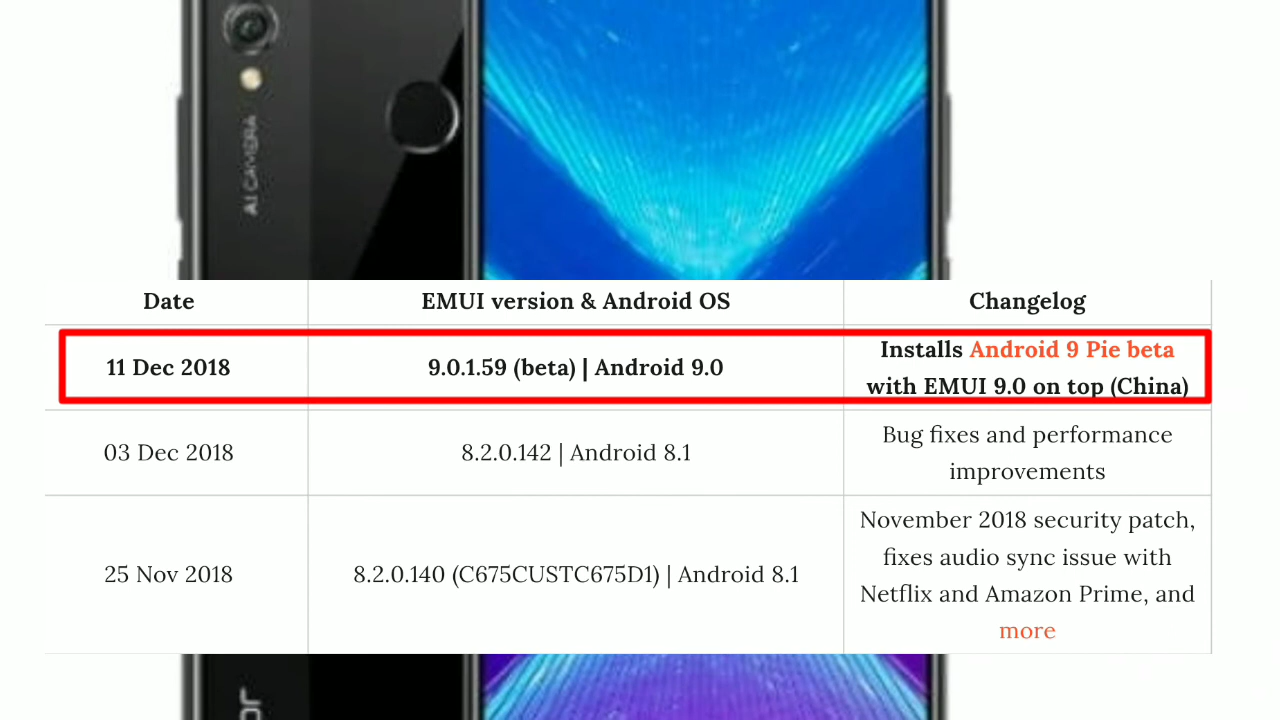 AI CAMERA
Date EMUI version & Android OS Changelog
11 Dec 2018 9.0.1.59 (beta) | Android 9.0 Installs Android 9 Pie beta
with EMUI 9.0 on top (China)
03 Dec 2018 8.2.0.142 | Android 8.1 Bug fixes and performance
improvements
25 Nov 2018 8.2.0.140 (C675CUSTC675D1) | Android 8.1 November 2018 security patch,
fixes audio sync issue with
Netflix and Amazon Prime, and
more
or